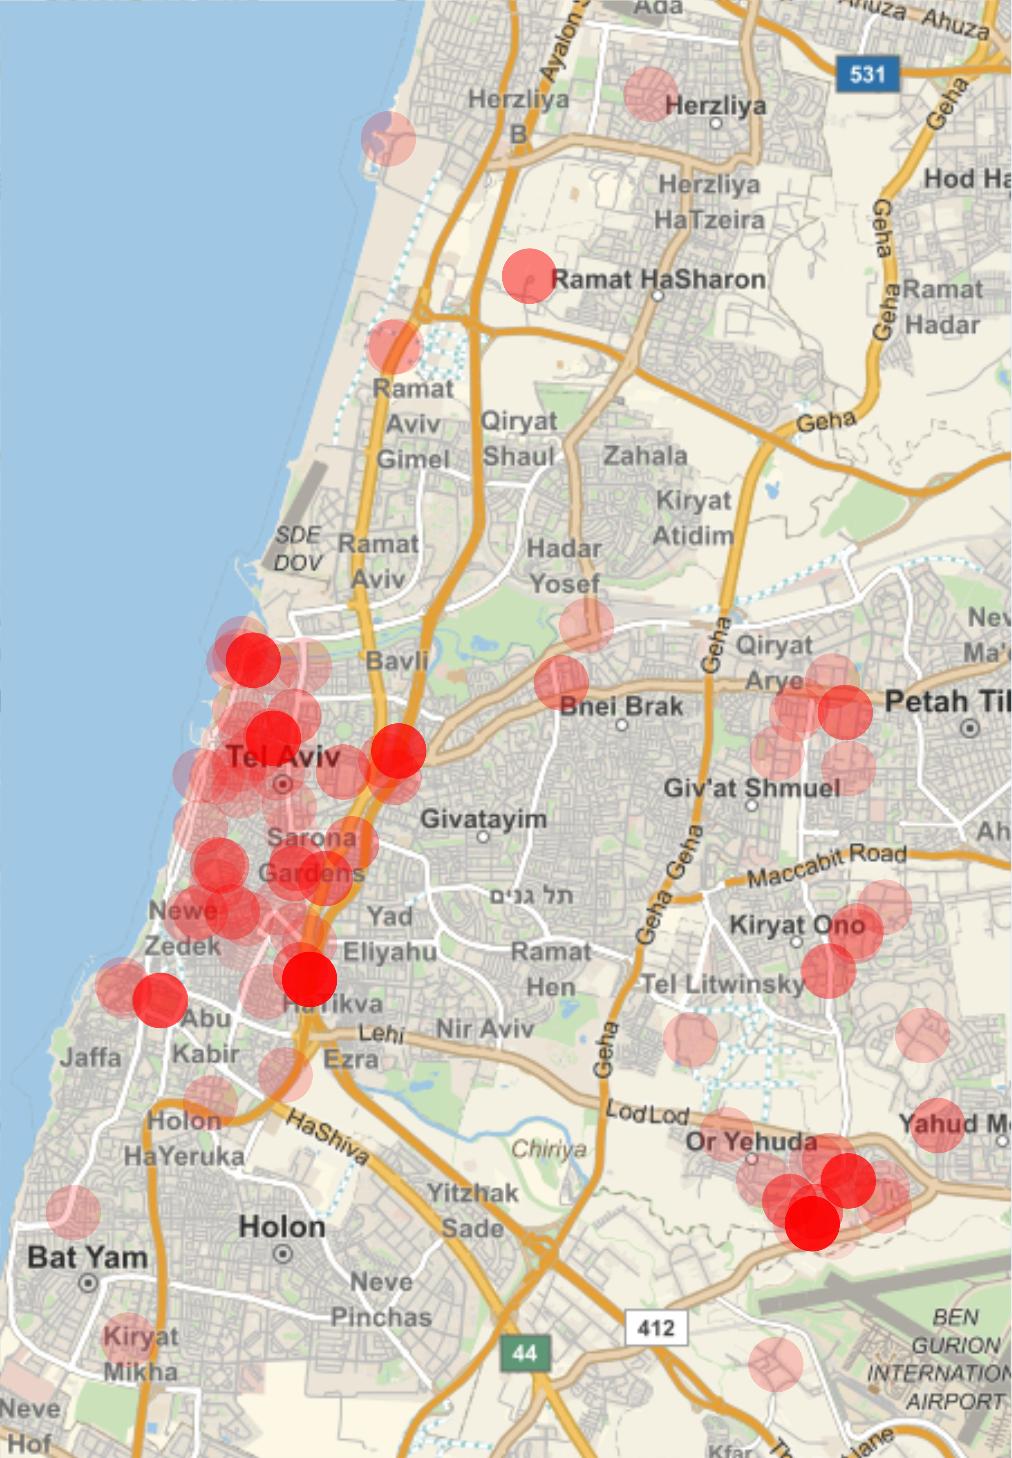 Ada
Ahuza
Ahuza
Ayalon
531
Herzliya
B
Herzliya
Geha
Herzliya
HaTzeira
Hod Ha
Geha
Ramat HaSharon
Ramat
Hadar
Geha
Ramat
Aviv
Gimel
Qiryat
Shaul
Geha
Zahala
Kiryat
Atidim
SDE
DOV
Ramat
Aviv
Hadar
Yosef
Geha
Nev
Ma'
Qiryat
Arye
Bavli
Petah Ti
Bnei Brak
Tel Aviv
Giv'at Shmuel
Givatayim
Sarona
Gardens
Geha
Maccabit Road
Ah
תל גנים
Newe
Zedek
Yad
Eliyahu
Geha
Kiryat Ono
Ramat
Hen
Tel Litwinsky
HaTikva
Abu
Kabir
Jaffa
Lehi
Nir Aviv
Ezra
Geha
Lod Lod
Holon
HaYeruka
HaShiva
Chiriya
Or Yehuda
Yahud M
Yitzhak
Sade
Holon
Bat Yam
Neve
Pinchas
412
44
Kiryat
Mikha
BEN
GURION
INTERNATION
AIRPORT
Neve
Hof
Kfar